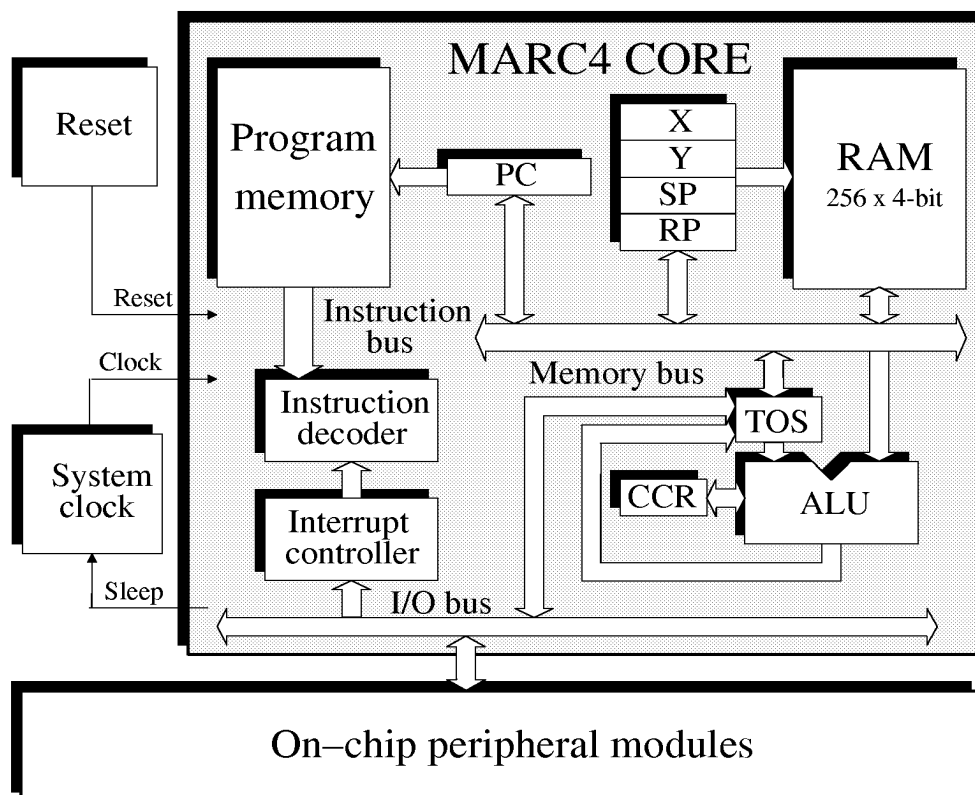 MARC4 CORE
Reset
Program
memory
PC
X
Y
SP
RP
RAM
256 x 4-bit
Reset
Instruction
bus
Clock
Memory bus
Instruction
decoder
TOS
System
clock
CCR
ALU
Interrupt
controller
Sleep
I/O bus
On–chip peripheral modules